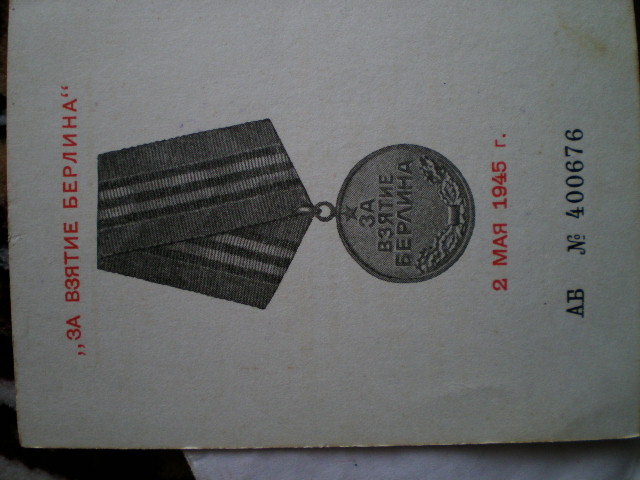 „ЗА ВЗЯТИЕ БЕРЛИНА“
ЗА
ВЗЯТИЕ
БЕРЛИНА
2 МАЯ 1945 г.
АВ № 400676